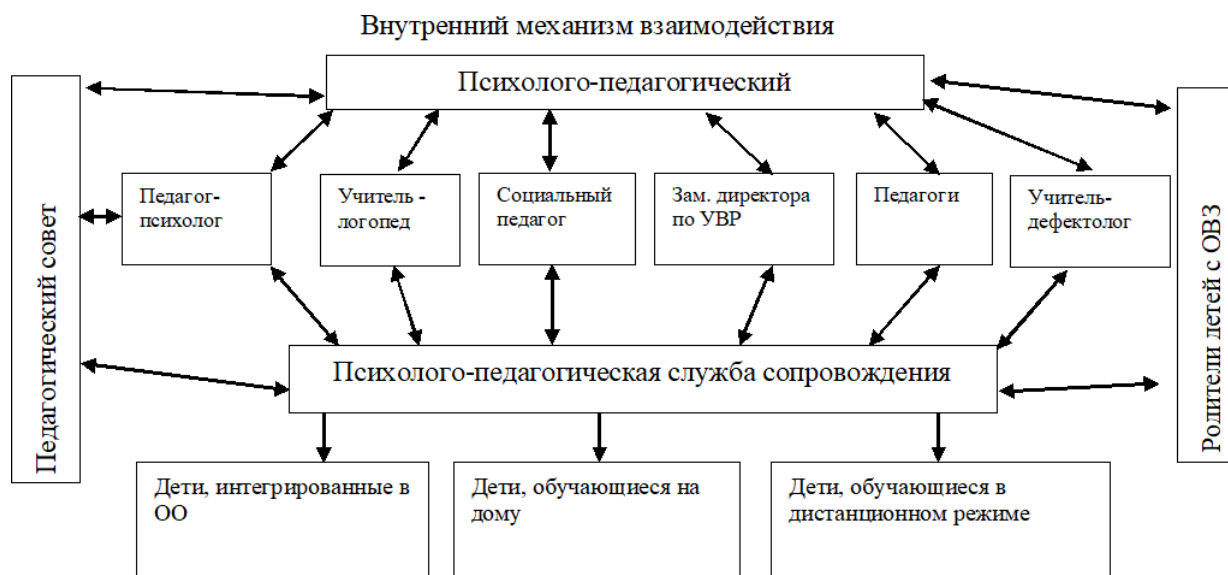 Внутренний механизм взаимодействия
Психолого-педагогический
Педагогический совет
Педагог-
психолог
Учитель -
логопед
Социальный
педагог
Зам. директора
по УВР
Педагоги
Учитель-
дефектолог
Родители детей с ОВЗ
Психолого-педагогическая служба сопровождения
Дети, интегрированные в
ОО
Дети, обучающиеся на
дому
Дети, обучающиеся в
дистанционном режиме